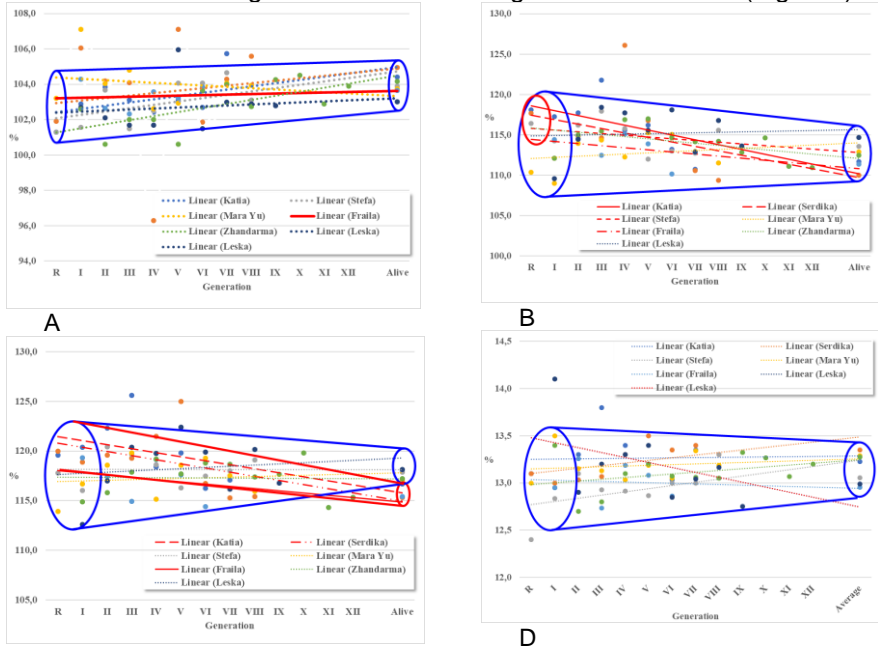 108,0
106,0
104,0
102,0
100,0
98,0
96,0
94,0
%
Linear (Katia) Linear (Stefa)
Linear (Mara Yu) Linear (Fraila)
Linear (Zhandarma) Linear (Leska)
Linear (Leska)
R I II III IV V VI VII VIII IX X XI XII Alive
Generation
A
130,0
125,0
120,0
115,0
110,0
105,0
100,0
%
Linear (Katia) Linear (Serdika)
Linear (Stefa) Linear (Mara Yu)
Linear (Fraila) Linear (Zhandarma)
Linear (Leska)
R I II III IV V VI VII VIII IX X XI XII Alive
Generation
B
130,0
125,0
120,0
115,0
110,0
105,0
%
Linear (Katia) Linear (Serdika)
Linear (Stefa) Linear (Mara Yu)
Linear (Fraila) Linear (Zhandarma)
Linear (Leska)
R I II III IV V VI VII VIII IX X XI XII Alive
Generation
14,5
14,0
13,5
13,0
12,5
12,0
%
Linear (Katia) Linear (Serdika)
Linear (Stefa) Linear (Mara Yu)
Linear (Fraila) Linear (Leska)
Linear (Leska)
R I II III IV V VI VII VIII IX X XI XII Average
Generation
D